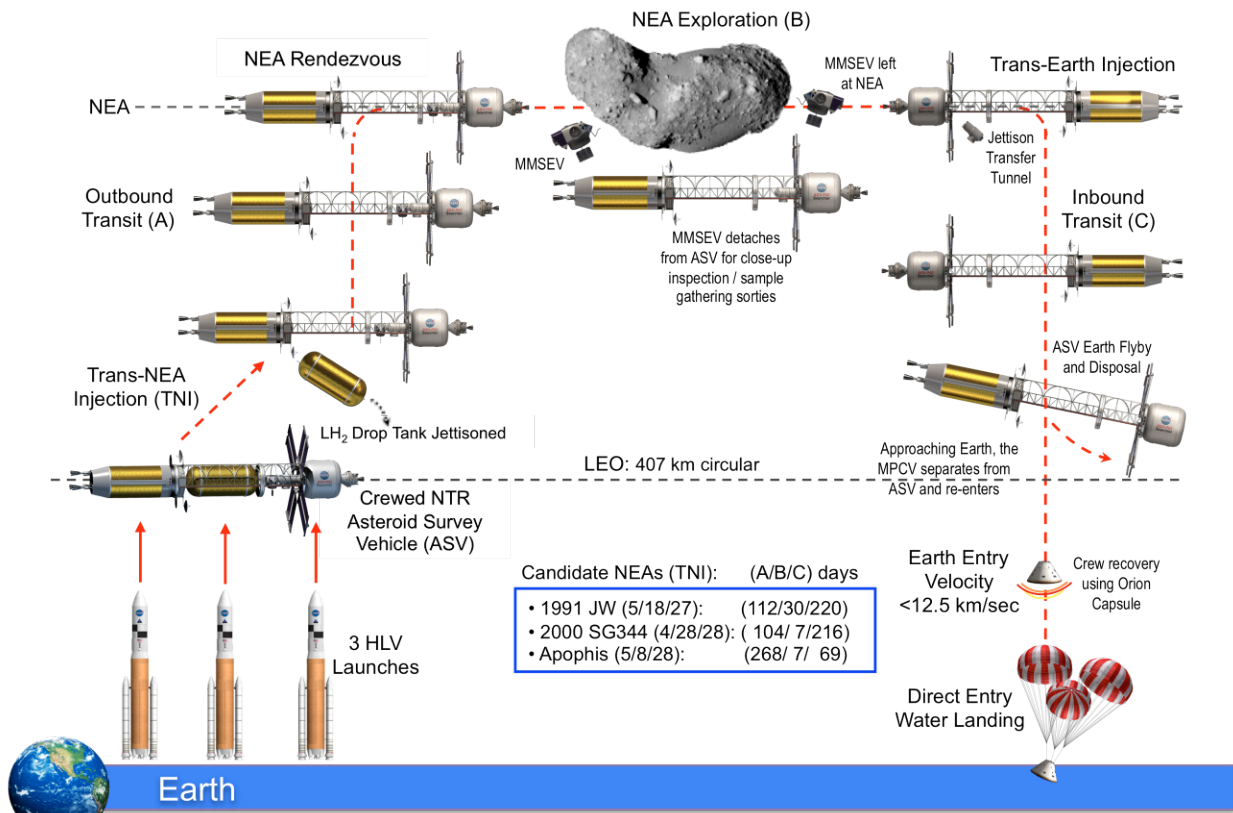 NEA Exploration (B)
NEA Rendezvous
MMSEV left
at NEA
Trans-Earth Injection
NEA
MMSEV
Jettison
Transfer
Tunnel
Outbound
Transit (A)
Inbound
Transit (C)
MMSEV detaches
from ASV for close-up
inspection / sample
gathering sorties
ASV Earth Flyby
and Disposal
Trans-NEA
Injection (TNI)
LH2 Drop Tank Jettisoned
LEO: 407 km circular
Approaching Earth, the
MPCV separates from
ASV and re-enters
Crewed NTR
Asteroid Survey
Vehicle (ASV)
Earth Entry
Velocity
<12.5 km/sec
Crew recovery
using Orion
Capsule
Candidate NEAs (TNI): (A/B/C) days
• 1991 JW (5/18/27): (112/30/220)
• 2000 SG344 (4/28/28): ( 104/ 7/216)
• Apophis (5/8/28): (268/ 7/ 69)
3 HLV
Launches
Direct Entry
Water Landing
Earth